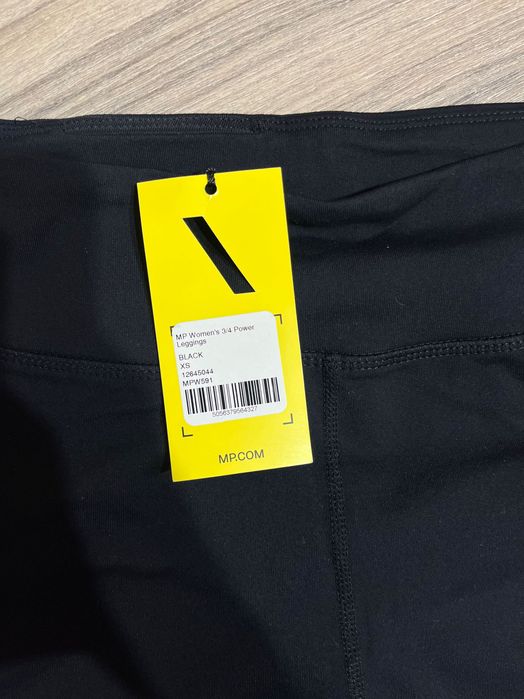 MP Women's 3/4 Power
Leggings
BLACK
XS
12645044
MPW591
5056379584327
MP.COM